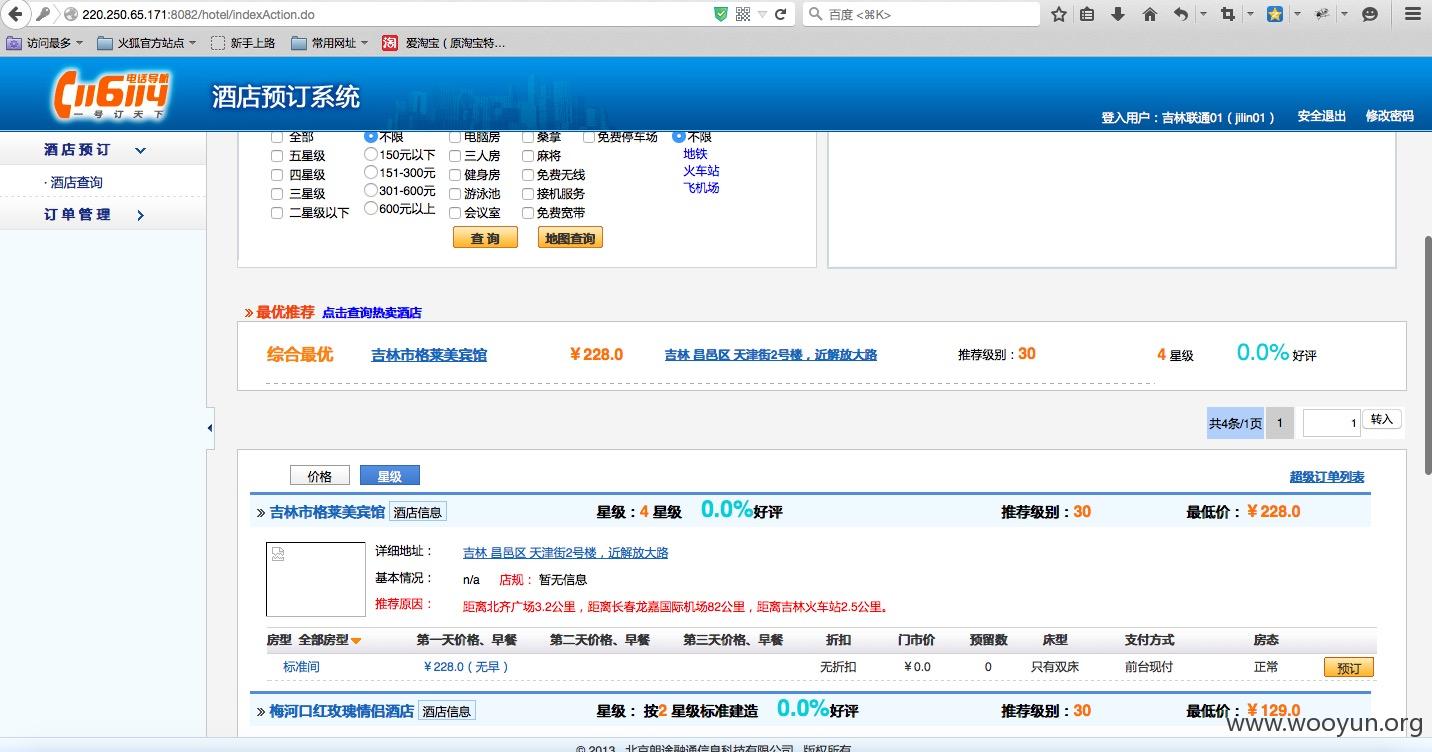 220.250.65.171:8082/hotel/indexAction.do
百度 <⌘K>
访问最多 火狐官方站点 新手上路 常用网址 淘 爱淘宝（原淘宝特...
116114 电话导航
一号订天下
酒店预订系统
登入用户：吉林联通01（jilin01） 安全退出 修改密码
酒店预订
· 酒店查询
订单管理
全部 不限 电脑房 桑拿 免费停车场 不限
五星级 150元以下 三人房 麻将 地铁
四星级 151-300元 健身房 免费无线 火车站
三星级 301-600元 游泳池 接机服务 飞机场
二星级以下 600元以上 会议室 免费宽带
查 询 地图查询
» 最优推荐 点击查询热卖酒店
综合最优 吉林市格莱美宾馆 ￥228.0 吉林 昌邑区 天津街2号楼，近解放大路 推荐级别：30 4 星级 0.0% 好评
共4条/1页 1 1 转入
价格 星级 超级订单列表
» 吉林市格莱美宾馆 酒店信息 星级：4 星级 0.0%好评 推荐级别：30 最低价：￥228.0
详细地址： 吉林 昌邑区 天津街2号楼，近解放大路
基本情况： n/a 店规： 暂无信息
推荐原因： 距离北齐广场3.2公里，距离长春龙嘉国际机场82公里，距离吉林火车站2.5公里。
房型 全部房型 第一天价格、早餐 第二天价格、早餐 第三天价格、早餐 折扣 门市价 预留数 床型 支付方式 房态
标准间 ￥228.0（无早） 无折扣 ￥0.0 0 只有双床 前台现付 正常 预订
» 梅河口红玫瑰情侣酒店 酒店信息 星级： 按2 星级标准建造 0.0%好评 推荐级别：30 最低价：￥129.0
www.wooyun.org
© 2013 北京朗途融通信息科技有限公司 版权所有